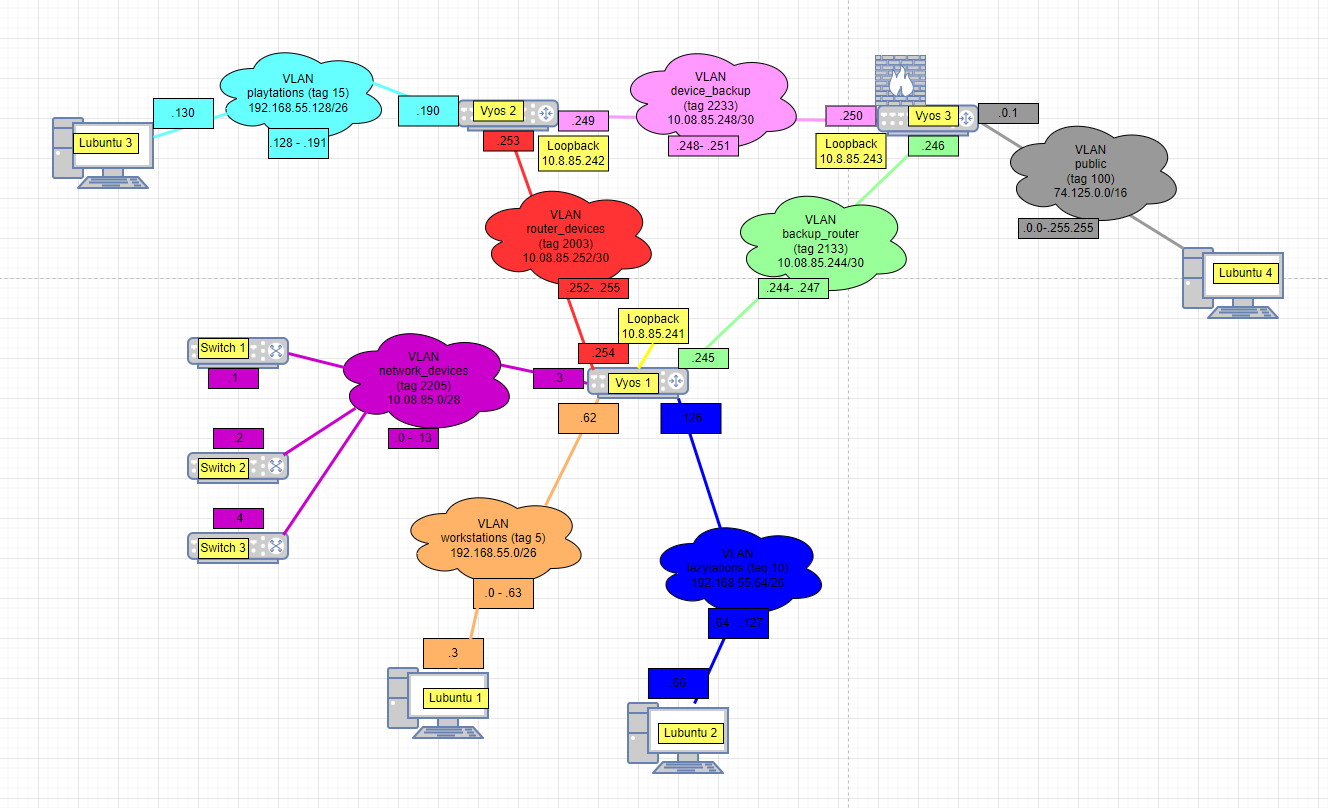 VLAN
playtations (tag 15)
192.168.55.128/26
.128 - .191
.130
Lubuntu 3
.190
Vyos 2
.249
.253
Loopback
10.8.85.242
VLAN
device_backup
(tag 2233)
10.08.85.248/30
.248- .251
.250
Vyos 3
.0.1
Loopback
10.8.85.243
.246
VLAN
public
(tag 100)
74.125.0.0/16
.0.0-.255.255
Lubuntu 4
VLAN
router_devices
(tag 2003)
10.08.85.252/30
.252- .255
VLAN
backup_router
(tag 2133)
10.08.85.244/30
.244- .247
Loopback
10.8.85.241
.254
.245
Switch 1
.1
VLAN
network_devices
(tag 2205)
10.08.85.0/28
.0 - .13
.3
Vyos 1
.62
.126
.2
Switch 2
.4
Switch 3
VLAN
workstations (tag 5)
192.168.55.0/26
.0 - .63
.3
Lubuntu 1
VLAN
lazytations (tag 10)
192.168.55.64/26
.64 - .127
.66
Lubuntu 2